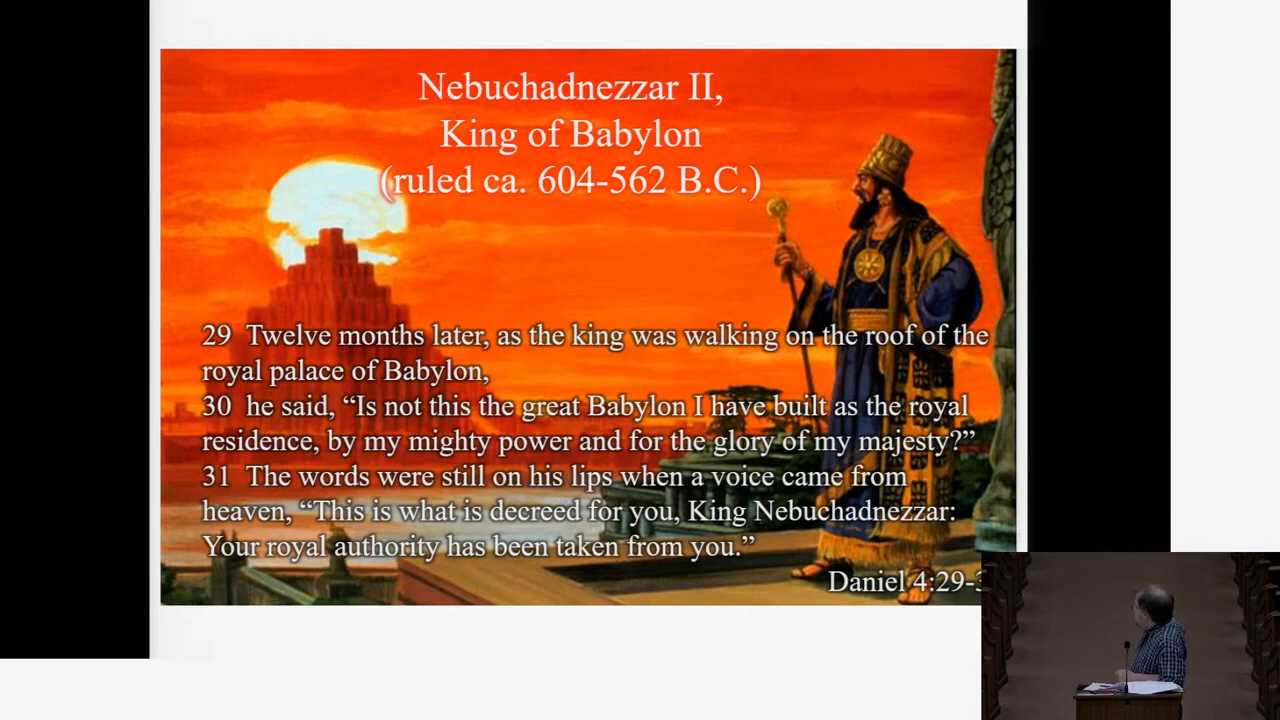 Nebuchadnezzar II,
King of Babylon
(ruled ca. 604-562 B.C.)
29 Twelve months later, as the king was walking on the roof of the
royal palace of Babylon,
30 he said, “Is not this the great Babylon I have built as the royal
residence, by my mighty power and for the glory of my majesty?”
31 The words were still on his lips when a voice came from
heaven, “This is what is decreed for you, King Nebuchadnezzar:
Your royal authority has been taken from you.”
Daniel 4:29-